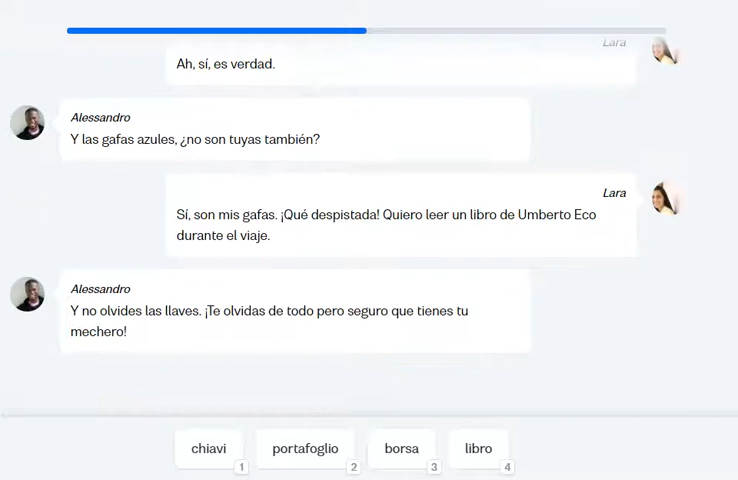 Lara
Ah, sí, es verdad.
Alessandro
Y las gafas azules, ¿no son tuyas también?
Lara
Sí, son mis gafas. ¡Qué despistada! Quiero leer un libro de Umberto Eco
durante el viaje.
Alessandro
Y no olvides las llaves. ¡Te olvidas de todo pero seguro que tienes tu
mechero!
chiavi 1
portafoglio 2
borsa 3
libro 4